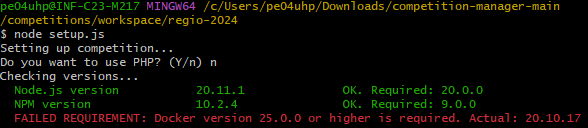 pe04uhp@INF-C23-M217 MINGW64 /c/Users/pe04uhp/Downloads/competition-manager-main
/competitions/workspace/regio-2024
$ node setup.js
Setting up competition...
Do you want to use PHP? (Y/n) n
Checking versions...
Node.js version 20.11.1 OK. Required: 20.0.0
NPM version 10.2.4 OK. Required: 9.0.0
FAILED REQUIREMENT: Docker version 25.0.0 or higher is required. Actual: 20.10.17